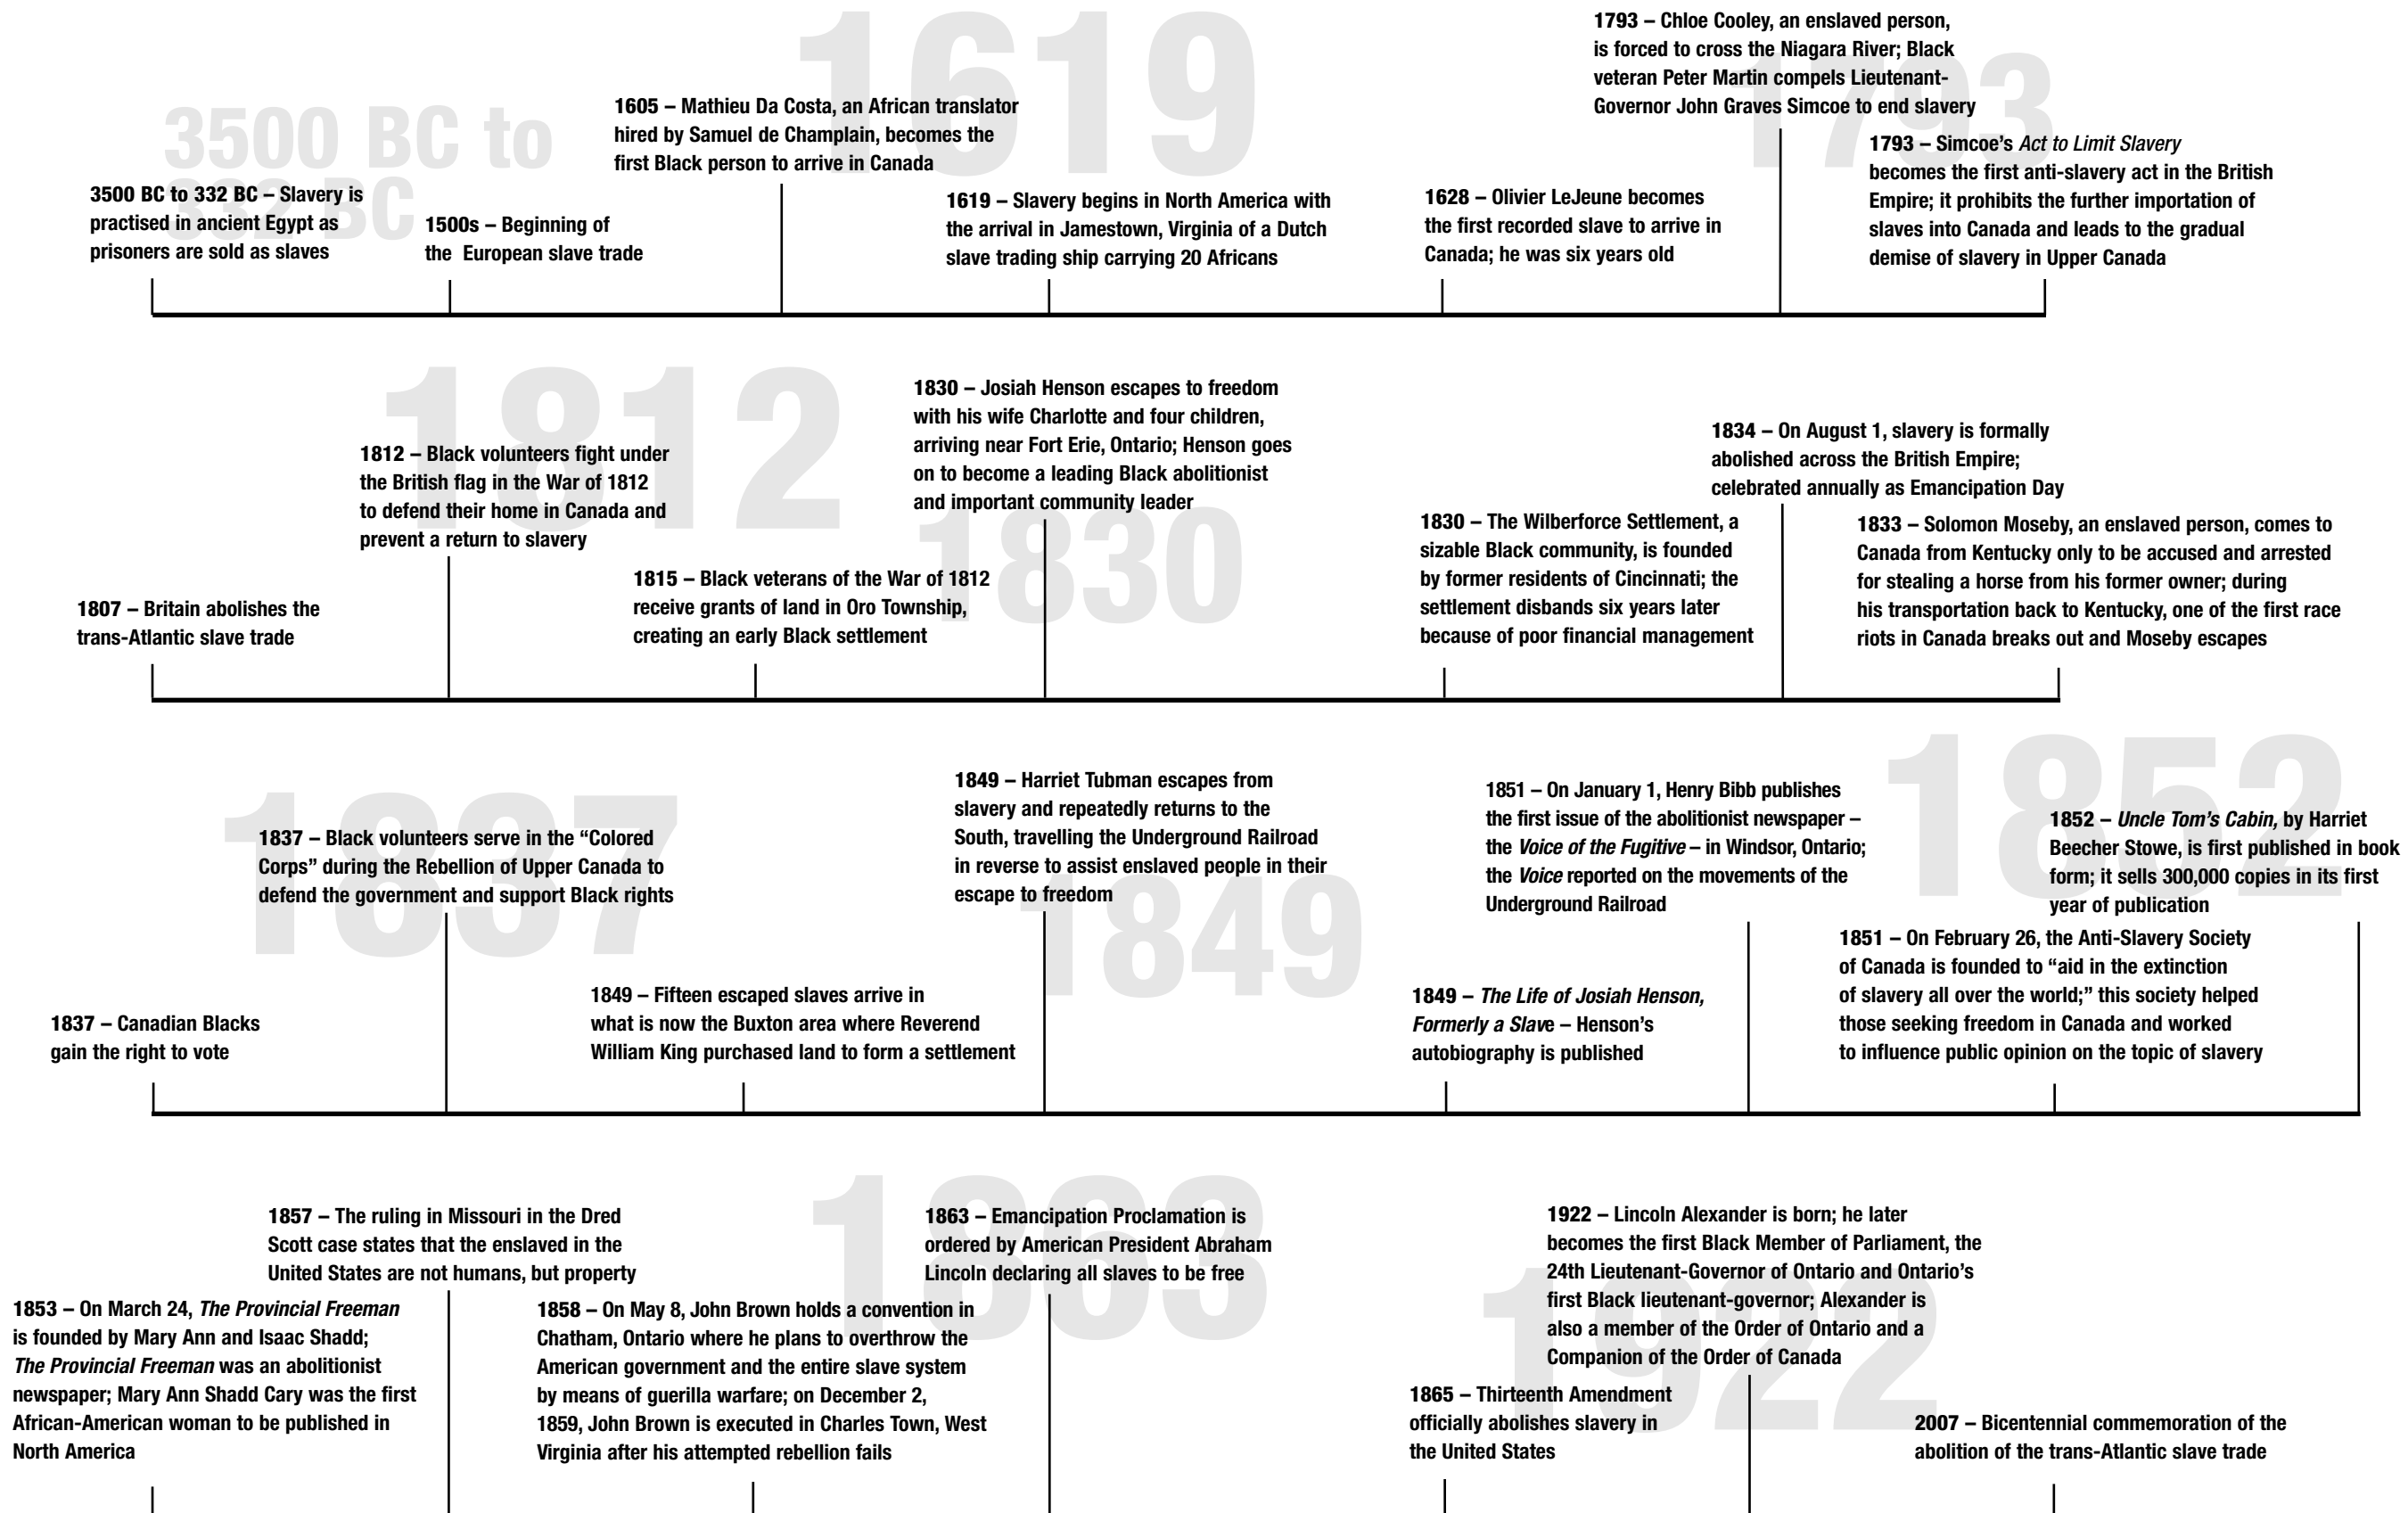 3500 BC to
332 BC
3500 BC to 332 BC – Slavery is
practised in ancient Egypt as
prisoners are sold as slaves
1500s – Beginning of
the European slave trade
1605 – Mathieu Da Costa, an African translator
hired by Samuel de Champlain, becomes the
first Black person to arrive in Canada
1619
1619 – Slavery begins in North America with
the arrival in Jamestown, Virginia of a Dutch
slave trading ship carrying 20 Africans
1628 – Olivier LeJeune becomes
the first recorded slave to arrive in
Canada; he was six years old
1793 – Chloe Cooley, an enslaved person,
is forced to cross the Niagara River; Black
veteran Peter Martin compels Lieutenant-
Governor John Graves Simcoe to end slavery
1793
1793 – Simcoe's Act to Limit Slavery
becomes the first anti-slavery act in the British
Empire; it prohibits the further importation of
slaves into Canada and leads to the gradual
demise of slavery in Upper Canada
1807 – Britain abolishes the
trans-Atlantic slave trade
1812
1812 – Black volunteers fight under
the British flag in the War of 1812
to defend their home in Canada and
prevent a return to slavery
1815 – Black veterans of the War of 1812
receive grants of land in Oro Township,
creating an early Black settlement
1830 – Josiah Henson escapes to freedom
with his wife Charlotte and four children,
arriving near Fort Erie, Ontario; Henson goes
on to become a leading Black abolitionist
and important community leader
1830
1830 – The Wilberforce Settlement, a
sizable Black community, is founded
by former residents of Cincinnati; the
settlement disbands six years later
because of poor financial management
1834 – On August 1, slavery is formally
abolished across the British Empire;
celebrated annually as Emancipation Day
1833 – Solomon Moseby, an enslaved person, comes to
Canada from Kentucky only to be accused and arrested
for stealing a horse from his former owner; during
his transportation back to Kentucky, one of the first race
riots in Canada breaks out and Moseby escapes
1837 – Canadian Blacks
gain the right to vote
1837
1837 – Black volunteers serve in the “Colored
Corps” during the Rebellion of Upper Canada to
defend the government and support Black rights
1849 – Fifteen escaped slaves arrive in
what is now the Buxton area where Reverend
William King purchased land to form a settlement
1849 – Harriet Tubman escapes from
slavery and repeatedly returns to the
South, travelling the Underground Railroad
in reverse to assist enslaved people in their
escape to freedom
1849
1849 – The Life of Josiah Henson,
Formerly a Slave – Henson's
autobiography is published
1851 – On January 1, Henry Bibb publishes
the first issue of the abolitionist newspaper –
the Voice of the Fugitive – in Windsor, Ontario;
the Voice reported on the movements of the
Underground Railroad
1851 – On February 26, the Anti-Slavery Society
of Canada is founded to “aid in the extinction
of slavery all over the world;” this society helped
those seeking freedom in Canada and worked
to influence public opinion on the topic of slavery
1852
1852 – Uncle Tom's Cabin, by Harriet
Beecher Stowe, is first published in book
form; it sells 300,000 copies in its first
year of publication
1853 – On March 24, The Provincial Freeman
is founded by Mary Ann and Isaac Shadd;
The Provincial Freeman was an abolitionist
newspaper; Mary Ann Shadd Cary was the first
African-American woman to be published in
North America
1857 – The ruling in Missouri in the Dred
Scott case states that the enslaved in the
United States are not humans, but property
1858 – On May 8, John Brown holds a convention in
Chatham, Ontario where he plans to overthrow the
American government and the entire slave system
by means of guerilla warfare; on December 2,
1859, John Brown is executed in Charles Town, West
Virginia after his attempted rebellion fails
1863
1863 – Emancipation Proclamation is
ordered by American President Abraham
Lincoln declaring all slaves to be free
1865 – Thirteenth Amendment
officially abolishes slavery in
the United States
1922 – Lincoln Alexander is born; he later
becomes the first Black Member of Parliament, the
24th Lieutenant-Governor of Ontario and Ontario's
first Black lieutenant-governor; Alexander is
also a member of the Order of Ontario and a
Companion of the Order of Canada
1922
2007 – Bicentennial commemoration of the
abolition of the trans-Atlantic slave trade